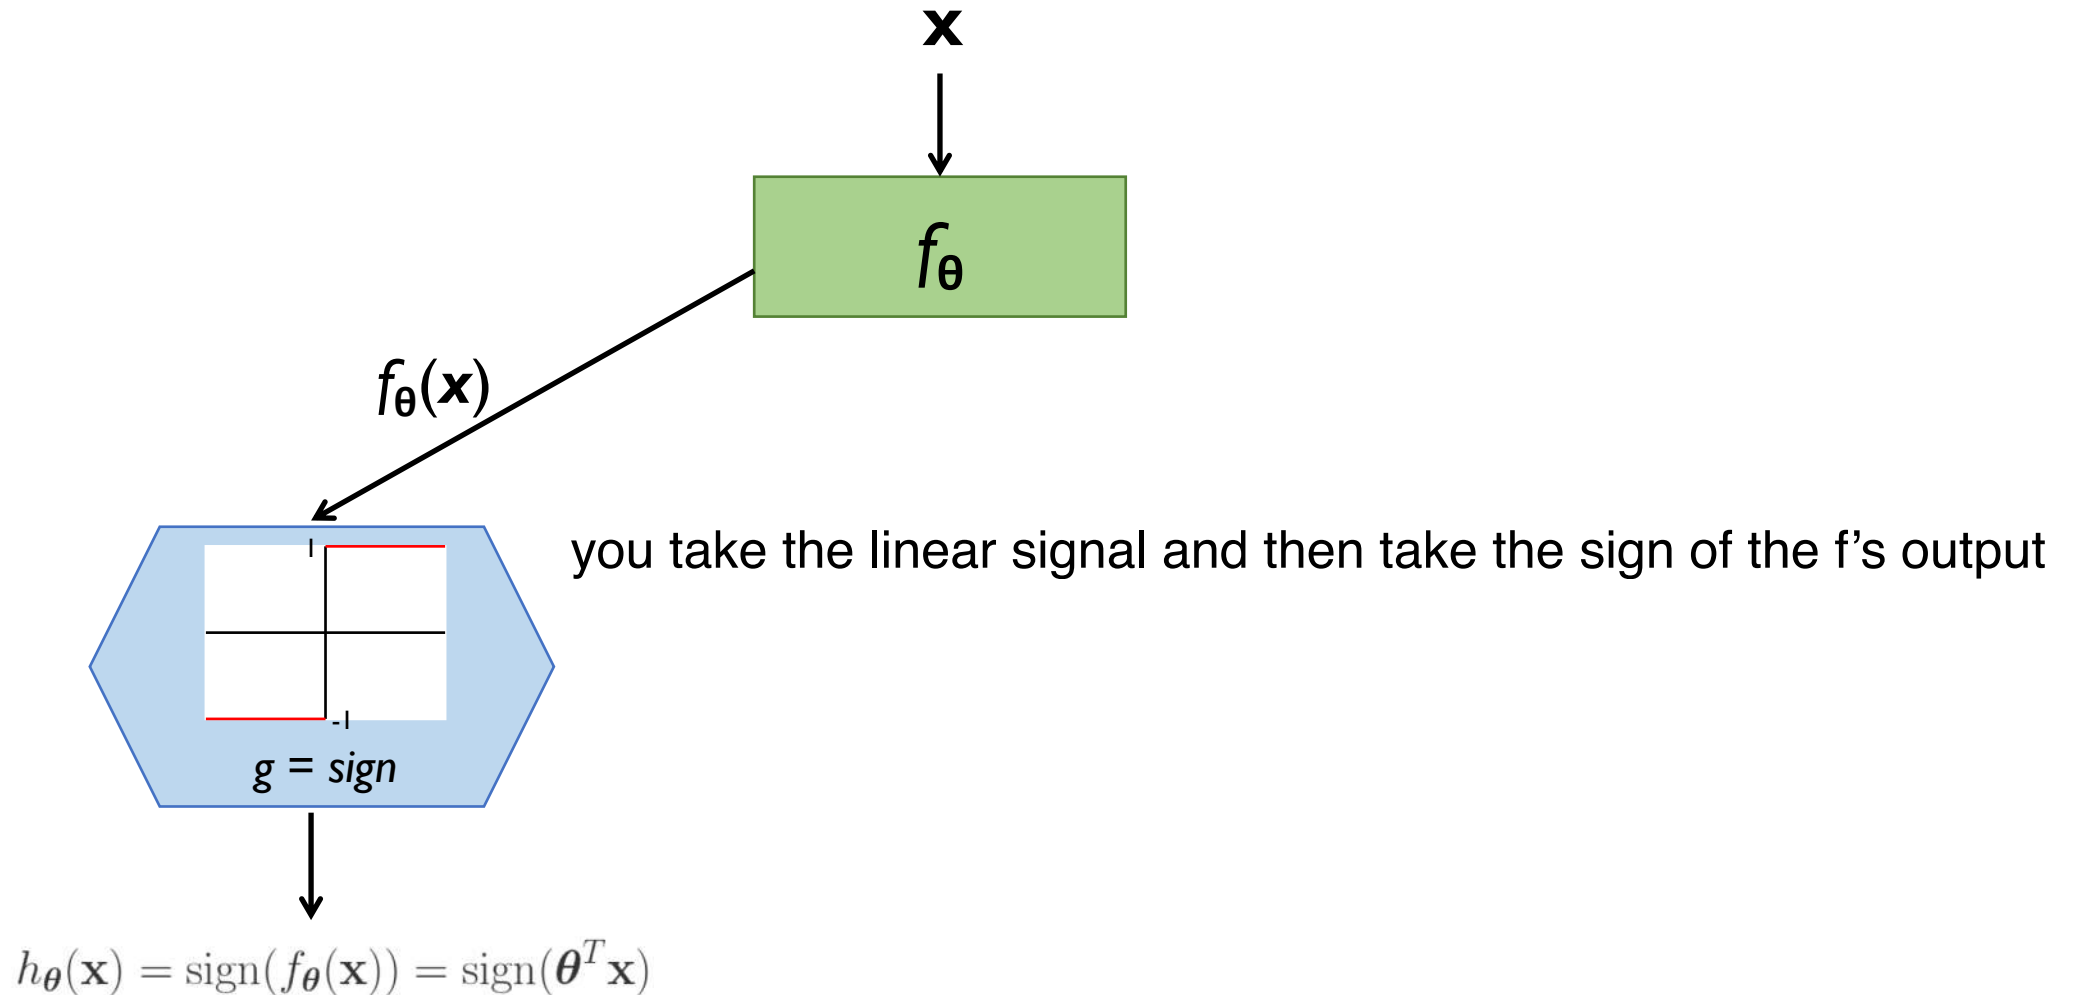 x
fθ
fθ(x)
you take the linear signal and then take the sign of the f’s output
1
-1
g = sign
hθ(x) = sign(fθ(x)) = sign(θᵀx)